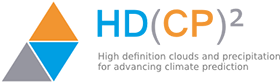 HD(CP)²
High definition clouds and precipitation
for advancing climate prediction